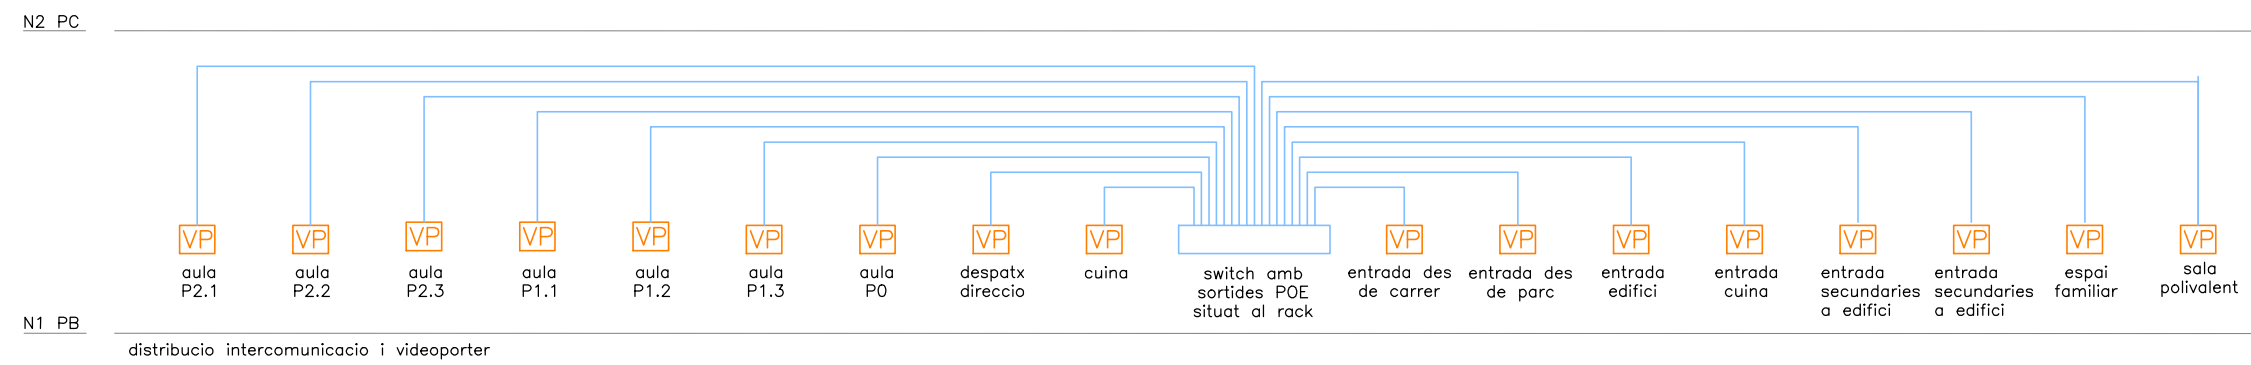 N2 PC
VP VP VP VP VP VP VP VP VP VP VP VP VP VP VP VP VP
aula
P2.1
aula
P2.2
aula
P2.3
aula
P1.1
aula
P1.2
aula
P1.3
aula
P0
despatx
direccio
cuina
switch amb
sortides POE
situat al rack
entrada des
de carrer
entrada des
de parc
entrada
edifici
entrada
cuina
entrada
secundaries
a edifici
entrada
secundaries
a edifici
espai
familiar
sala
polivalent
N1 PB
distribucio intercomunicacio i videoporter